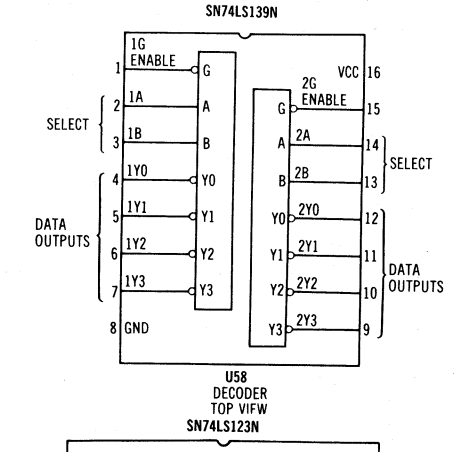 SN74LS139N
1G
ENABLE
1
G
2
1A
A
SELECT
3
1B
B
4
1Y0
Y0
5
1Y1
Y1
DATA
OUTPUTS
6
1Y2
Y2
7
1Y3
Y3
8
GND
VCC
16
2G
ENABLE
G
15
A
2A
14
SELECT
B
2B
13
Y0
2Y0
12
Y1
2Y1
11
DATA
OUTPUTS
Y2
2Y2
10
Y3
2Y3
9
U58
DECODER
TOP VIEW
SN74LS123N